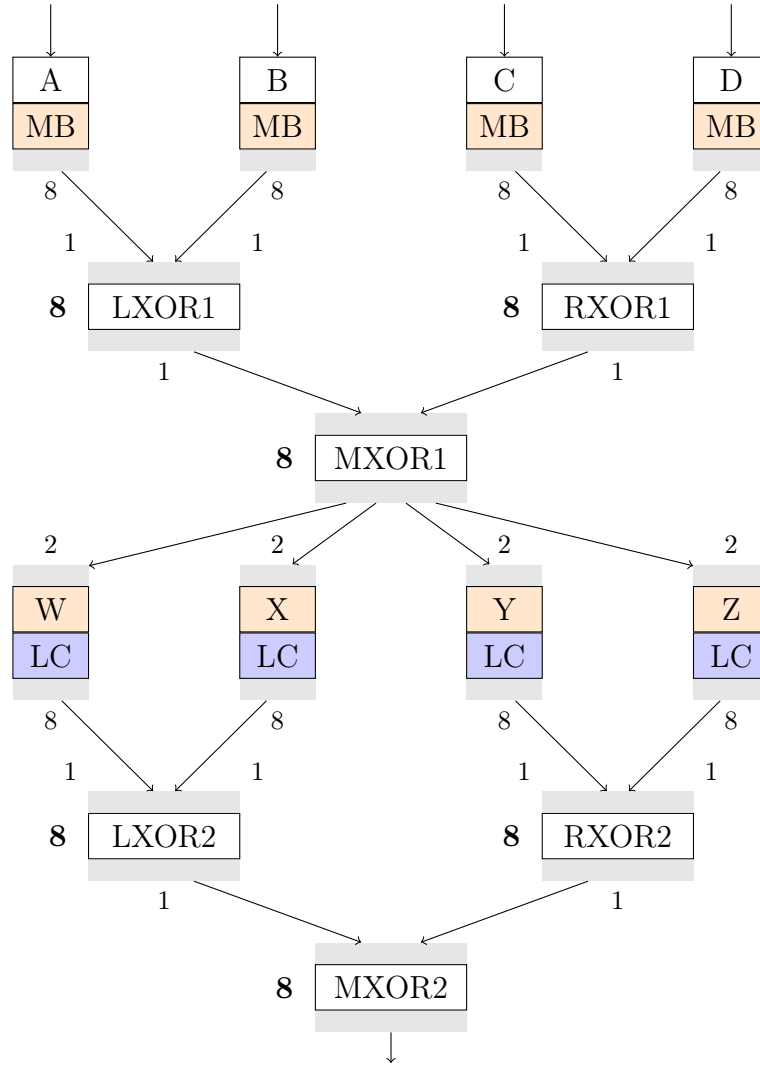 A B C D
MB MB MB MB
8 8 8 8
1 1 1 1
8 LXOR1 8 RXOR1
1 1
8 MXOR1
2 2 2 2
W X Y Z
LC LC LC LC
8 8 8 8
1 1 1 1
8 LXOR2 8 RXOR2
1 1
8 MXOR2